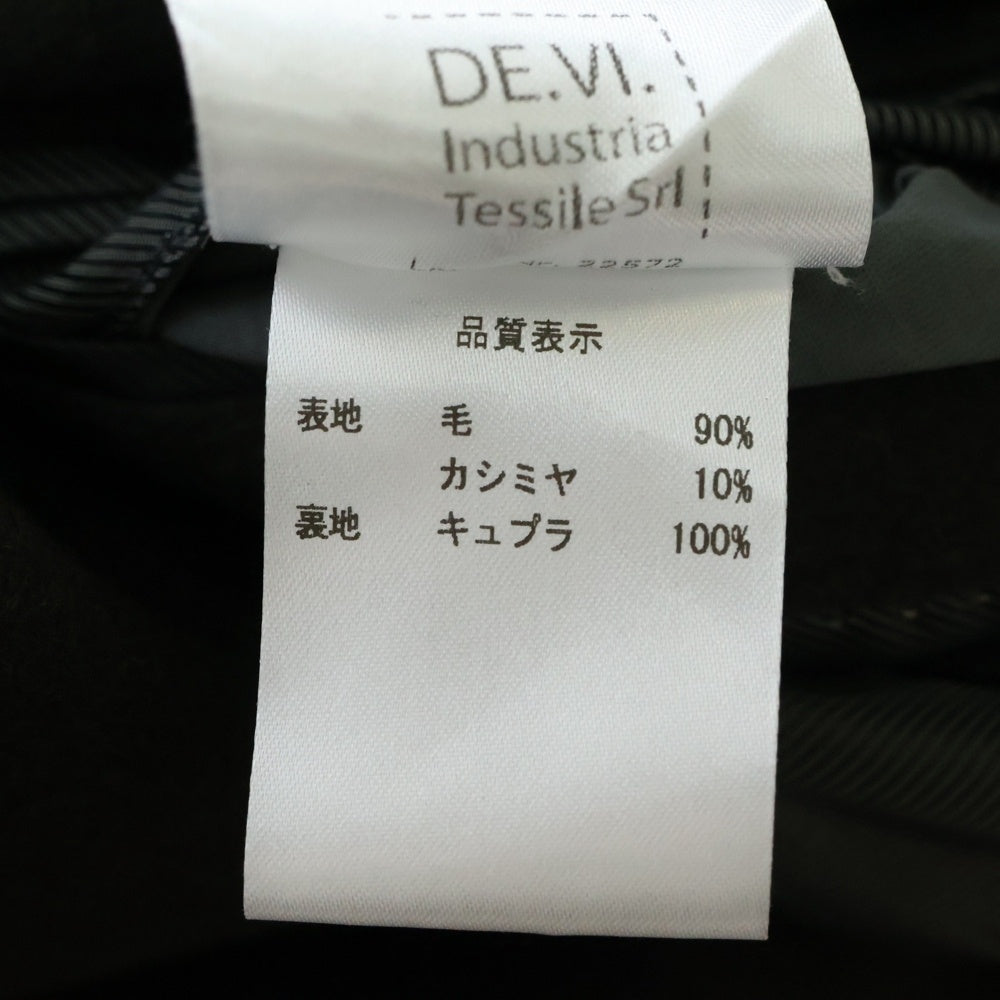 DE.VI.
Industria
Tessile Srl
22572
品質表示
表地 毛 90%
カシミヤ 10%
裏地 キュプラ 100%